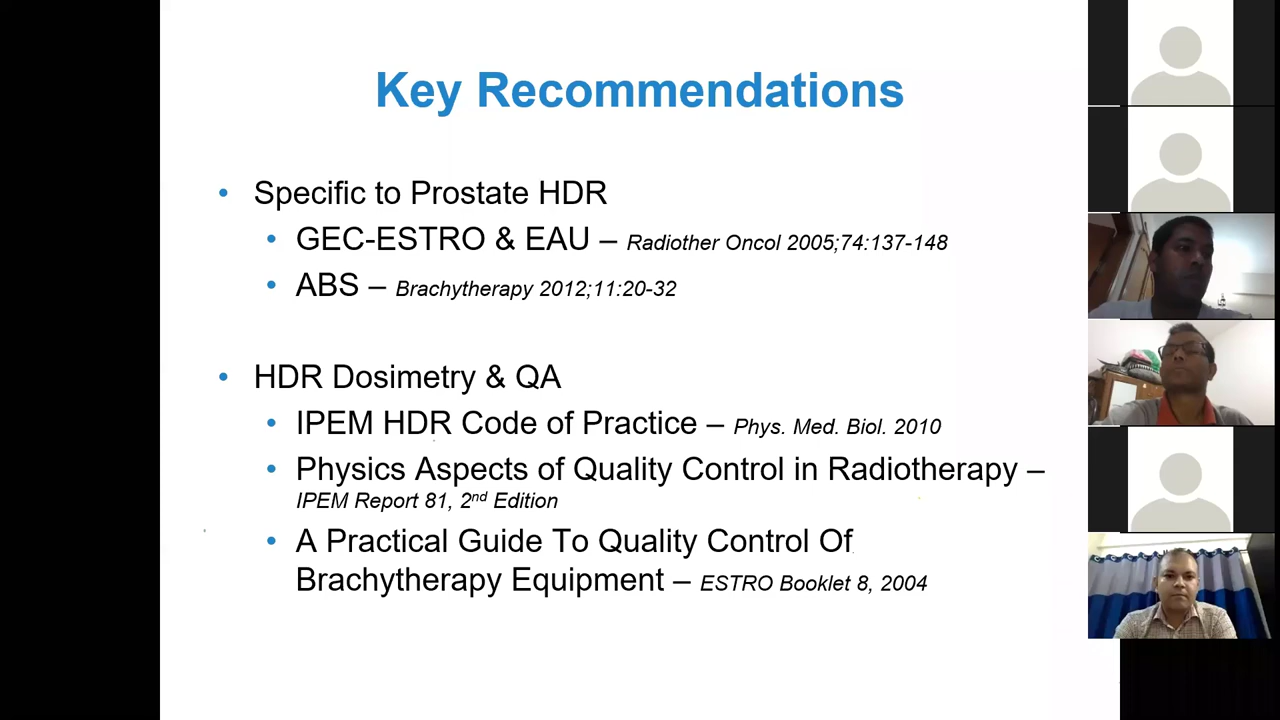 Key Recommendations
• Specific to Prostate HDR
• GEC-ESTRO & EAU – Radiother Oncol 2005;74:137-148
• ABS – Brachytherapy 2012;11:20-32
• HDR Dosimetry & QA
• IPEM HDR Code of Practice – Phys. Med. Biol. 2010
• Physics Aspects of Quality Control in Radiotherapy –
IPEM Report 81, 2nd Edition
• A Practical Guide To Quality Control Of
Brachytherapy Equipment – ESTRO Booklet 8, 2004